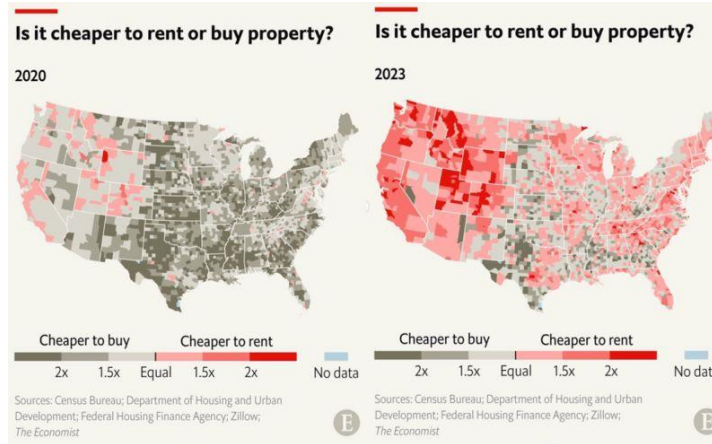 Is it cheaper to rent or buy property?
2020
Cheaper to buy Cheaper to rent
2x 1.5x Equal 1.5x 2x No data
Sources: Census Bureau; Department of Housing and Urban
Development; Federal Housing Finance Agency; Zillow;
The Economist
E
Is it cheaper to rent or buy property?
2023
Cheaper to buy Cheaper to rent
2x 1.5x Equal 1.5x 2x No data
Sources: Census Bureau; Department of Housing and Urban
Development; Federal Housing Finance Agency; Zillow;
The Economist
E